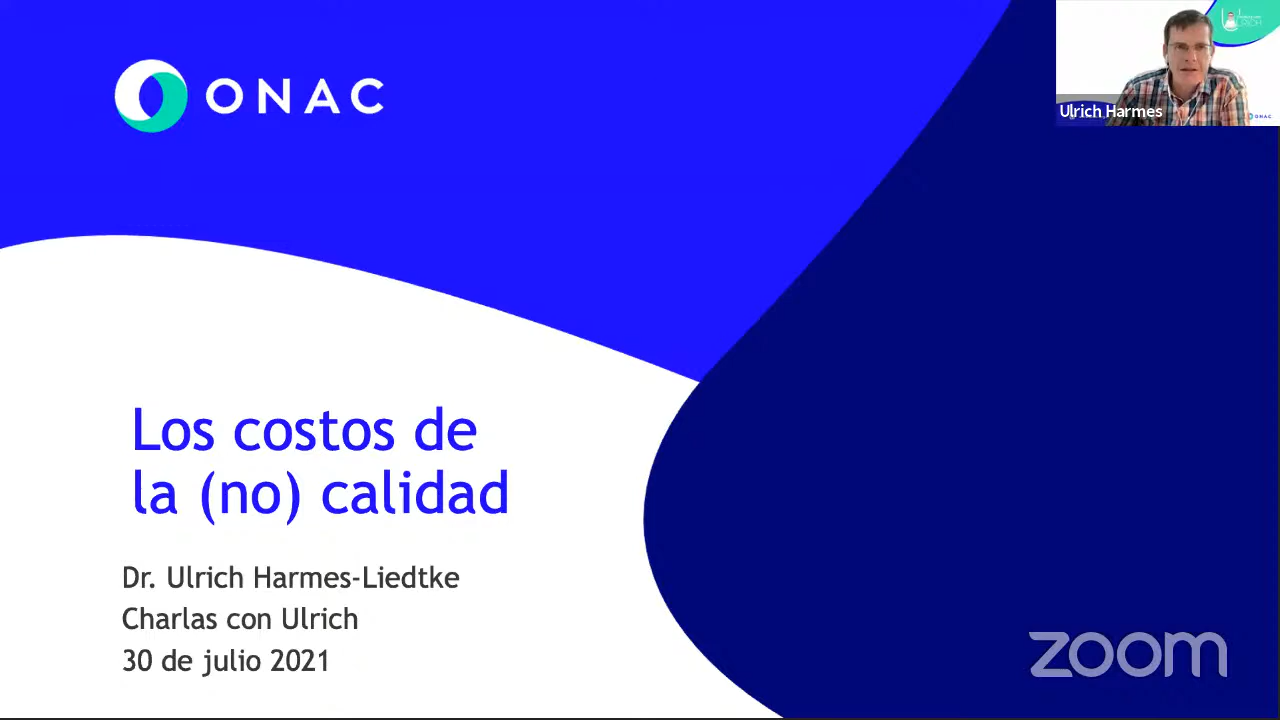 ONAC
Ulrich Harmes
ONAC
Los costos de
la (no) calidad
Dr. Ulrich Harmes-Liedtke
Charlas con Ulrich
30 de julio 2021
zoom